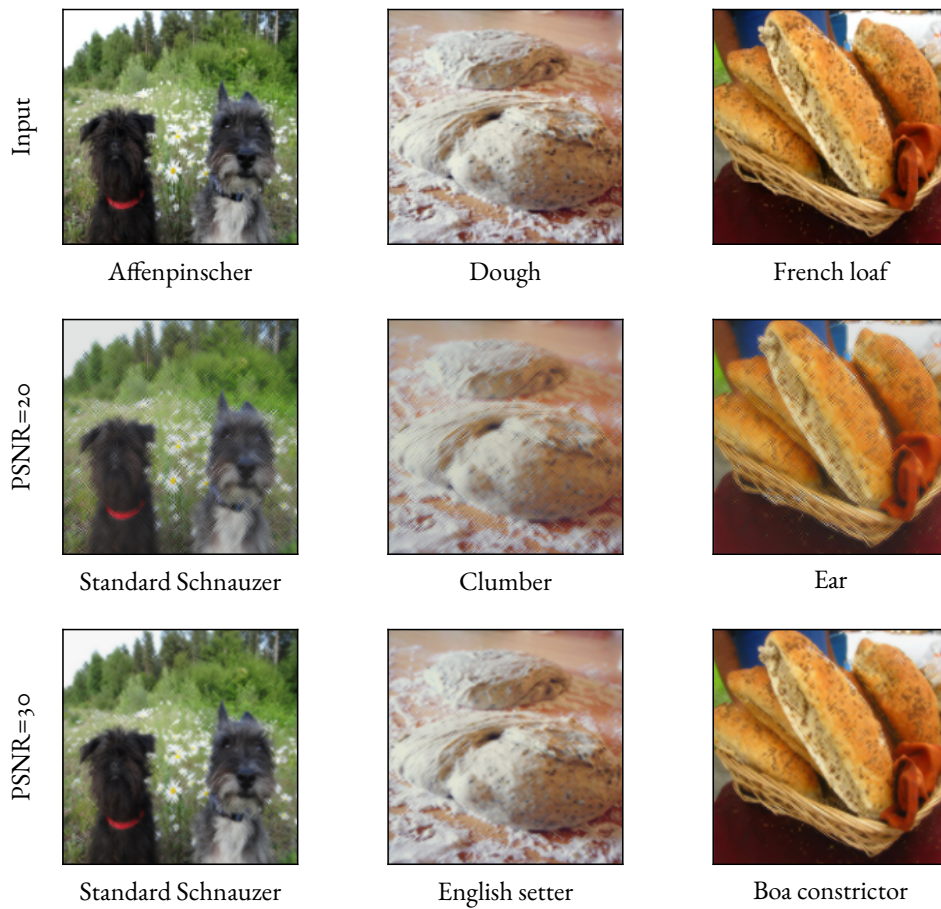 Input
Affenpinscher
Dough
French loaf
PSNR=20
Standard Schnauzer
Clumber
Ear
PSNR=30
Standard Schnauzer
English setter
Boa constrictor